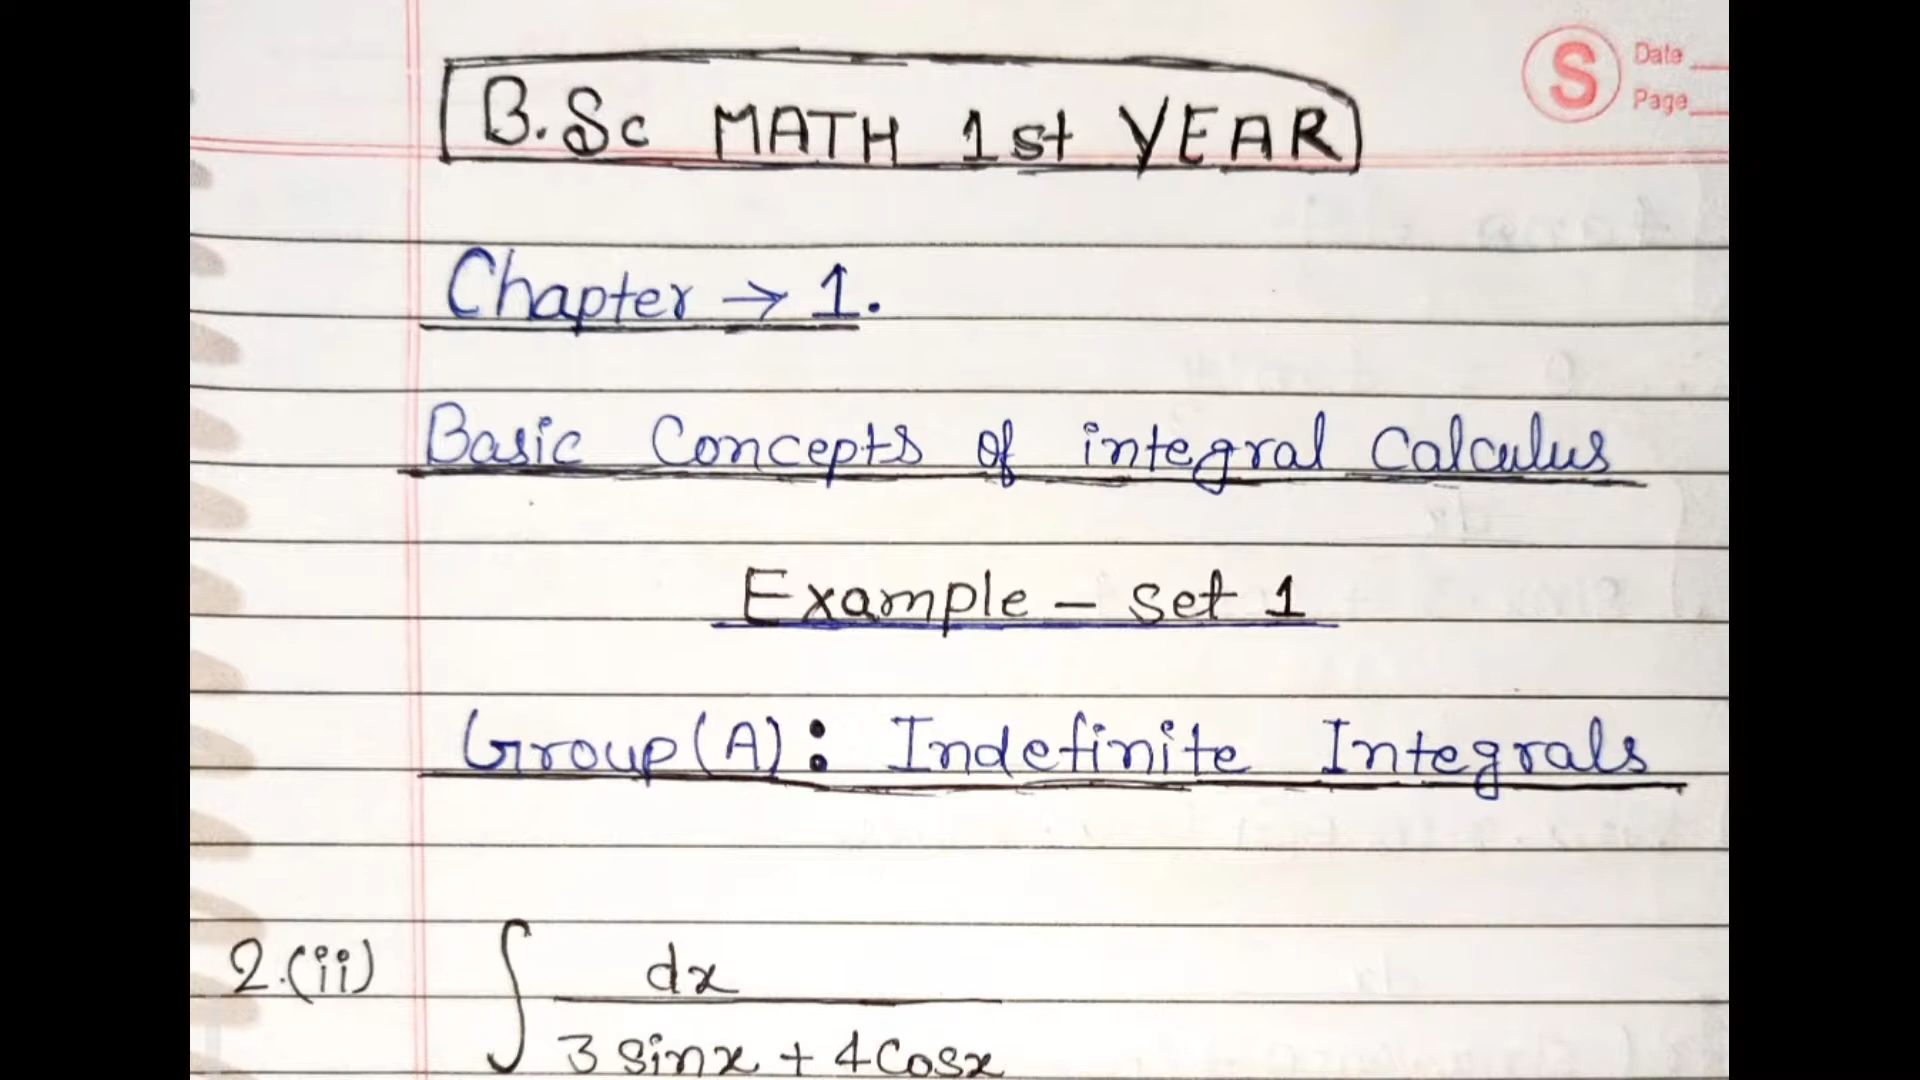 S Date
Page
B.Sc MATH 1st YEAR
Chapter → 1.
Basic Concepts of integral Calculus
Example - set 1
Group (A): Indefinite Integrals
2.(ii) ∫ dx
3 sinx + 4 cosx